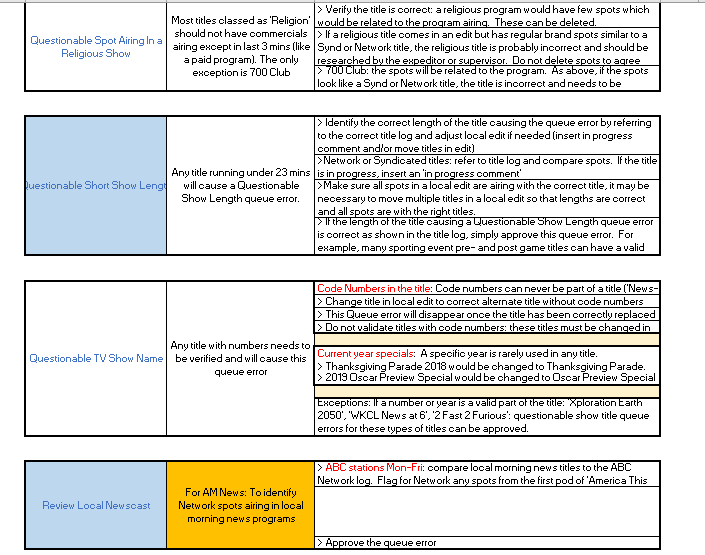 Questionable Spot Airing In a
Religious Show
Most titles classed as 'Religion'
should not have commercials
airing except in last 3 mins (like
a paid program). The only
exception is 700 Club
> Verify the title is correct: a religious program would have few spots which
would be related to the program airing.  These can be deleted.
> If a religious title comes in an edit but has regular brand spots similar to a
Synd or Network title, the religious title is probably incorrect and should be
researched by the expeditor or supervisor.  Do not delete spots to agree
> 700 Club: the spots will be related to the program.  As above, if the spots
look like a Synd or Network title, the title is incorrect and needs to be
Questionable Short Show Lengt
Any title running under 23 mins
will cause a Questionable
Show Length queue error.
> Identify the correct length of the title causing the queue error by referring
to the correct title log and adjust local edit if needed (insert in progress
comment and/or move titles in edit)
>Network or Syndicated titles: refer to title log and compare spots.  If the title
is in progress, insert an 'in progress comment'
>Make sure all spots in a local edit are airing with the correct title, it may be
necessary to move multiple titles in a local edit so that lengths are correct
and all spots are with the right titles.
> If the length of the title causing a Questionable Show Length queue error
is correct as shown in the title log, simply approve this queue error.  For
example, many sporting event pre- and post game titles can have a valid
Questionable TV Show Name
Any title with numbers needs to
be verified and will cause this
queue error
Code Numbers in the title: Code numbers can never be part of a title ('News-
> Change title in local edit to correct alternate title without code numbers
> This Queue error will disappear once the title has been correctly replaced
> Do not validate titles with code numbers: these titles must be changed in
Current year specials:  A specific year is rarely used in any title.
> Thanksgiving Parade 2018 would be changed to Thanksgiving Parade.
> 2019 Oscar Preview Special would be changed to Oscar Preview Special
Exceptions: If a number or year is a valid part of the title: 'Xploration Earth
2050', 'WKCL News at 6', '2 Fast 2 Furious': questionable show title queue
errors for these types of titles can be approved.
Review Local Newscast
For AM News: To identify
Network spots airing in local
morning news programs
> ABC stations Mon-Fri: compare local morning news titles to the ABC
Network log.  Flag for Network any spots from the first pod of 'America This
> Approve the queue error